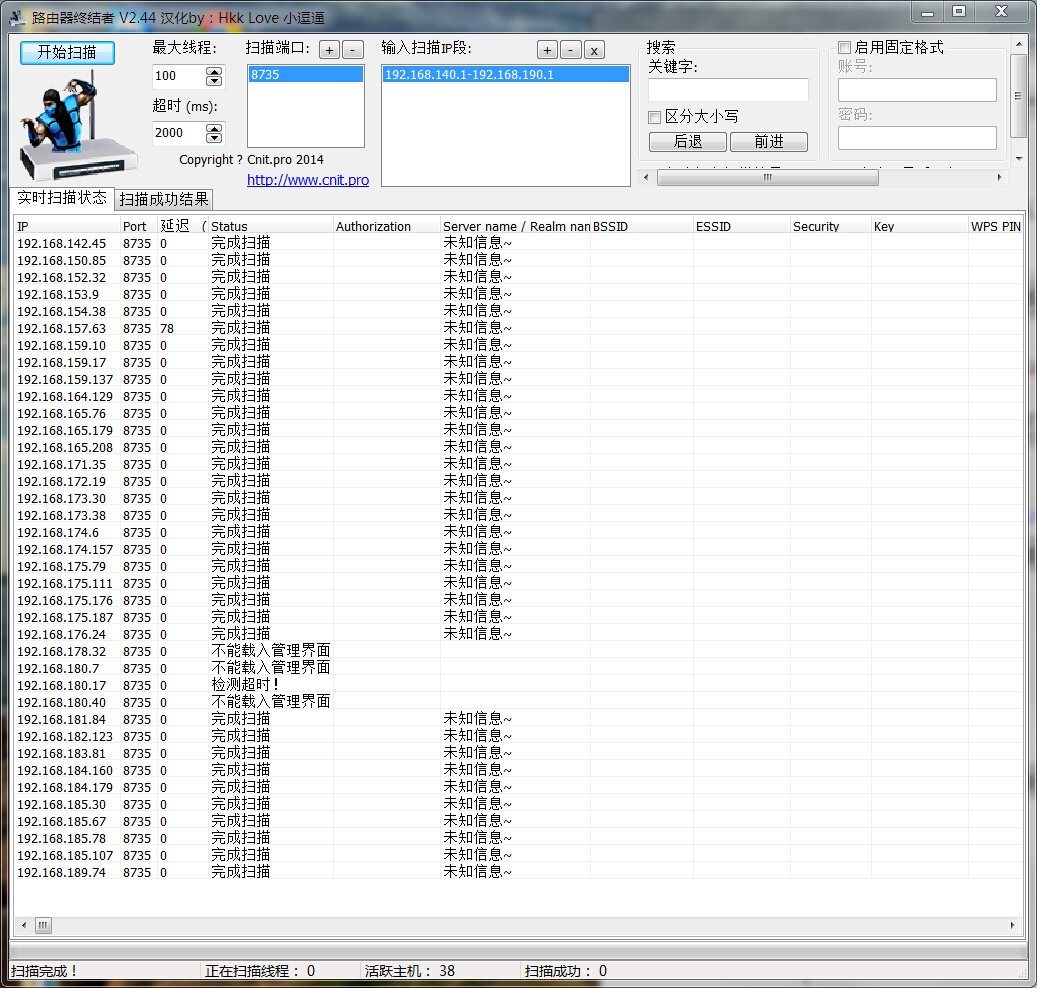 路由器终结者 V2.44 汉化by：Hkk Love 小逗逼
开始扫描
最大线程:
100
超时 (ms):
2000
扫描端口: + -
8735
输入扫描IP段: + - x
192.168.140.1-192.168.190.1
搜索
关键字:
区分大小写
后退 前进
启用固定格式
账号:
密码:
Copyright ? Cnit.pro 2014
http://www.cnit.pro
实时扫描状态 扫描成功结果
IP Port 延迟 ( Status Authorization Server name / Realm nan BSSID ESSID Security Key WPS PIN
192.168.142.45 8735 0 完成扫描 未知信息~
192.168.150.85 8735 0 完成扫描 未知信息~
192.168.152.32 8735 0 完成扫描 未知信息~
192.168.153.9 8735 0 完成扫描 未知信息~
192.168.154.38 8735 0 完成扫描 未知信息~
192.168.157.63 8735 78 完成扫描 未知信息~
192.168.159.10 8735 0 完成扫描 未知信息~
192.168.159.17 8735 0 完成扫描 未知信息~
192.168.159.137 8735 0 完成扫描 未知信息~
192.168.164.129 8735 0 完成扫描 未知信息~
192.168.165.76 8735 0 完成扫描 未知信息~
192.168.165.179 8735 0 完成扫描 未知信息~
192.168.165.208 8735 0 完成扫描 未知信息~
192.168.171.35 8735 0 完成扫描 未知信息~
192.168.172.19 8735 0 完成扫描 未知信息~
192.168.173.30 8735 0 完成扫描 未知信息~
192.168.173.38 8735 0 完成扫描 未知信息~
192.168.174.6 8735 0 完成扫描 未知信息~
192.168.174.157 8735 0 完成扫描 未知信息~
192.168.175.79 8735 0 完成扫描 未知信息~
192.168.175.111 8735 0 完成扫描 未知信息~
192.168.175.176 8735 0 完成扫描 未知信息~
192.168.175.187 8735 0 完成扫描 未知信息~
192.168.176.24 8735 0 完成扫描 未知信息~
192.168.178.32 8735 0 不能载入管理界面
192.168.180.7 8735 0 不能载入管理界面
192.168.180.17 8735 0 检测超时！
192.168.180.40 8735 0 不能载入管理界面
192.168.181.84 8735 0 完成扫描 未知信息~
192.168.182.123 8735 0 完成扫描 未知信息~
192.168.183.81 8735 0 完成扫描 未知信息~
192.168.184.160 8735 0 完成扫描 未知信息~
192.168.184.179 8735 0 完成扫描 未知信息~
192.168.185.30 8735 0 完成扫描 未知信息~
192.168.185.67 8735 0 完成扫描 未知信息~
192.168.185.78 8735 0 完成扫描 未知信息~
192.168.185.107 8735 0 完成扫描 未知信息~
192.168.189.74 8735 0 完成扫描 未知信息~
扫描完成！ 正在扫描线程：0 活跃主机：38 扫描成功：0